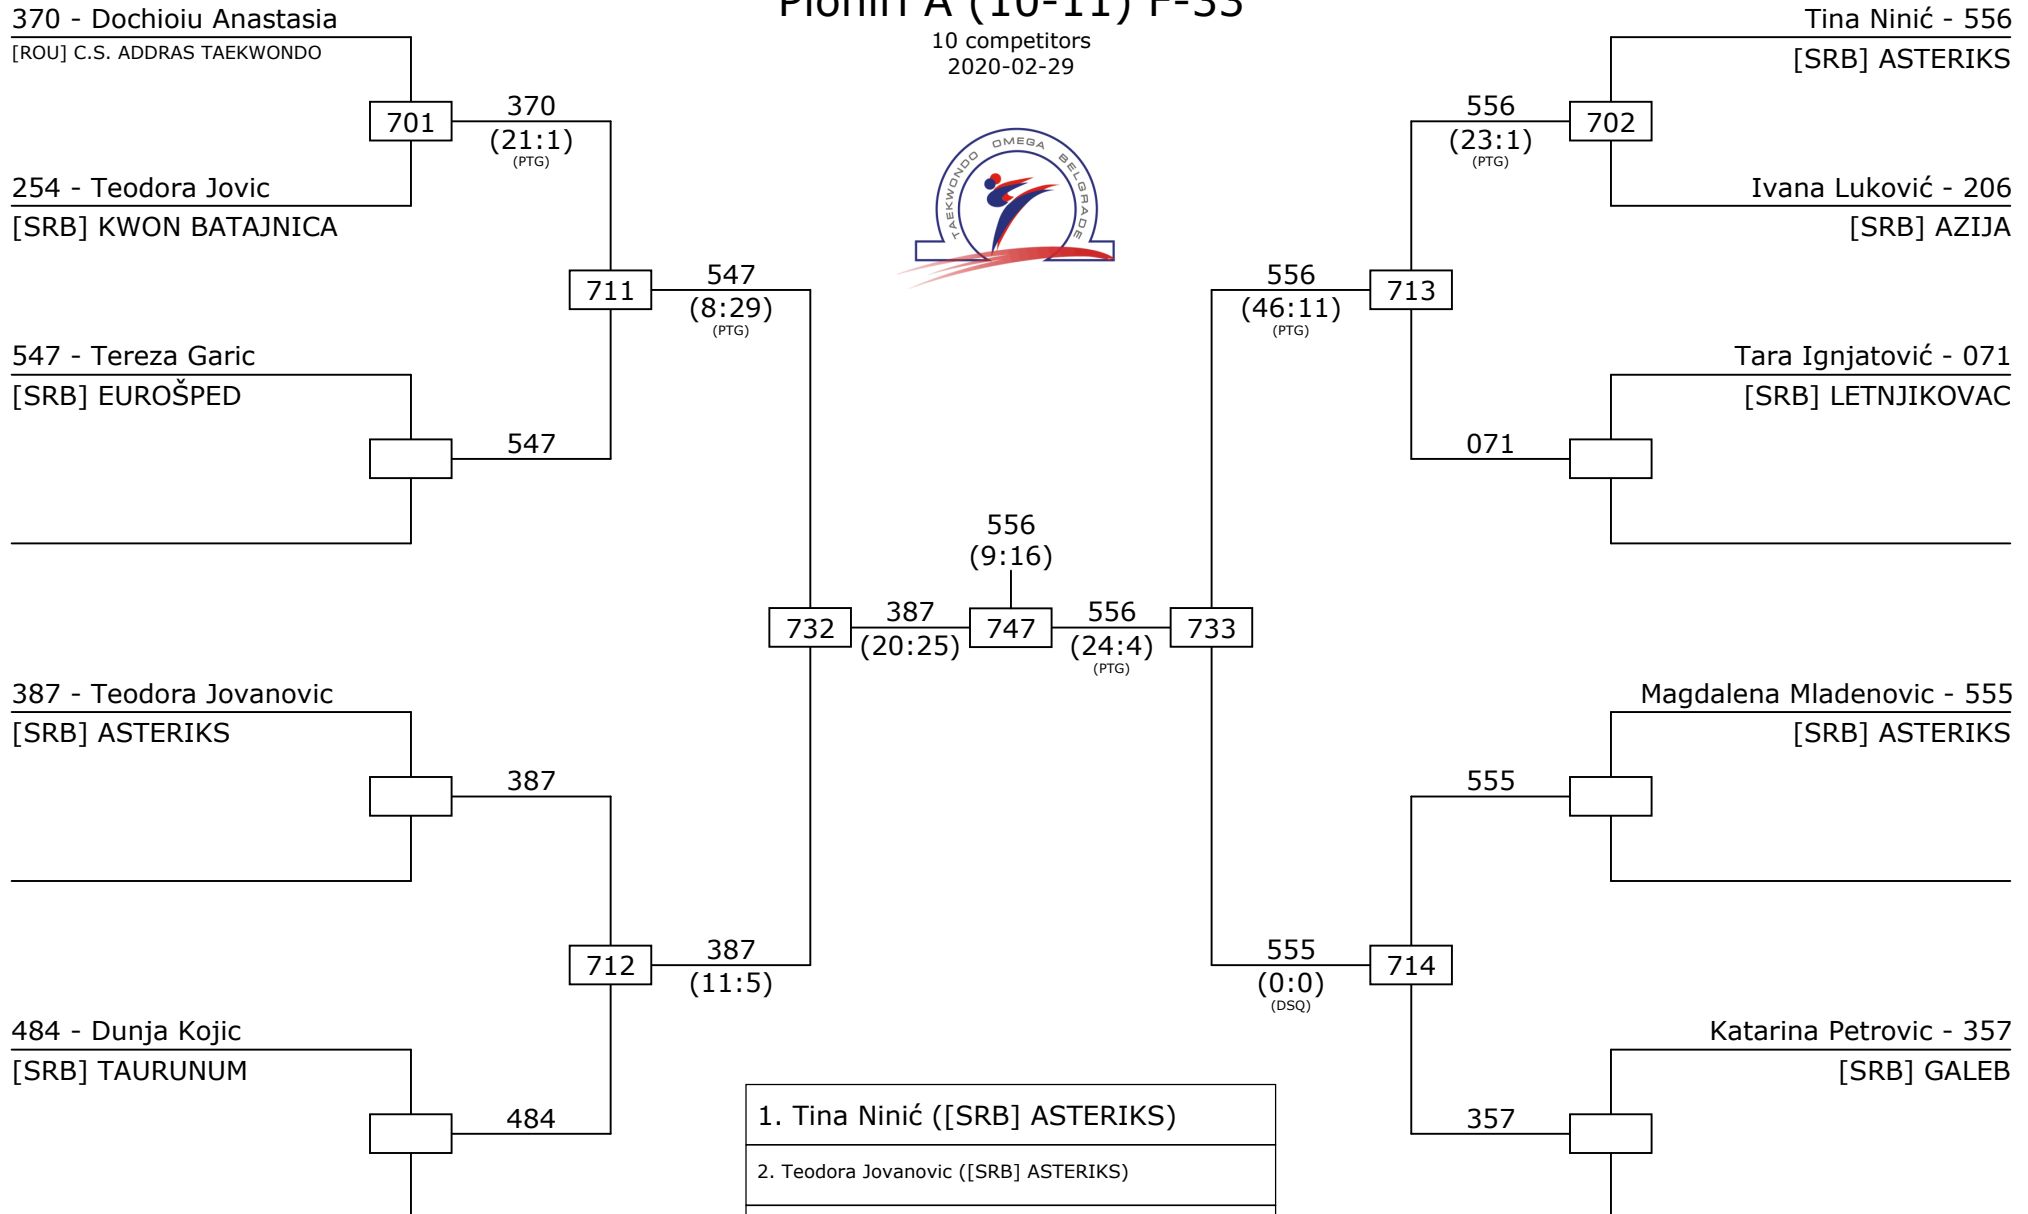 Pioniri A (10-11) F-33
10 competitors
2020-02-29
TAEKWONDO OMEGA BELGRADE
370 - Dochioiu Anastasia
[ROU] C.S. ADDRAS TAEKWONDO
701
370
(21:1)
(PTG)
254 - Teodora Jovic
[SRB] KWON BATAJNICA
711
547
(8:29)
(PTG)
547 - Tereza Garic
[SRB] EUROŠPED
547
387 - Teodora Jovanovic
[SRB] ASTERIKS
387
712
387
(11:5)
484 - Dunja Kojic
[SRB] TAURUNUM
484
732
387
(20:25)
556
(9:16)
747
556
(24:4)
(PTG)
733
Tina Ninić - 556
[SRB] ASTERIKS
556
(23:1)
(PTG)
702
Ivana Luković - 206
[SRB] AZIJA
556
(46:11)
(PTG)
713
Tara Ignjatović - 071
[SRB] LETNJIKOVAC
071
Magdalena Mladenovic - 555
[SRB] ASTERIKS
555
555
(0:0)
(DSQ)
714
Katarina Petrovic - 357
[SRB] GALEB
357
1. Tina Ninić ([SRB] ASTERIKS)
2. Teodora Jovanovic ([SRB] ASTERIKS)